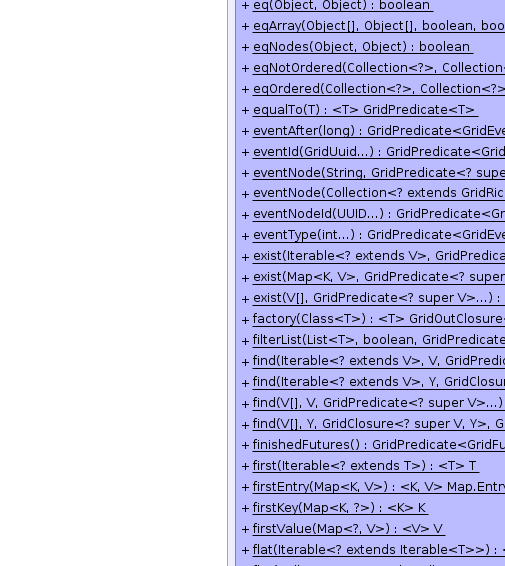 + eq(Object, Object) : boolean
+ eqArray(Object[], Object[], boolean, boo
+ eqNodes(Object, Object) : boolean
+ eqNotOrdered(Collection<?>, Collection
+ eqOrdered(Collection<?>, Collection<?>
+ equalTo(T) : <T> GridPredicate<T>
+ eventAfter(long) : GridPredicate<GridEve
+ eventId(GridUuid...) : GridPredicate<Grid
+ eventNode(String, GridPredicate<? supe
+ eventNode(Collection<? extends GridRic
+ eventNodeId(UUID...) : GridPredicate<Gr
+ eventType(int...) : GridPredicate<GridEve
+ exist(Iterable<? extends V>, GridPredica
+ exist(Map<K, V>, GridPredicate<? super
+ exist(V[], GridPredicate<? super V>...) :
+ factory(Class<T>) : <T> GridOutClosure
+ filterList(List<T>, boolean, GridPredicate
+ find(Iterable<? extends V>, V, GridPredic
+ find(Iterable<? extends V>, Y, GridClosur
+ find(V[], V, GridPredicate<? super V>...)
+ find(V[], Y, GridClosure<? super V, Y>, G
+ finishedFutures() : GridPredicate<GridFu
+ first(Iterable<? extends T>) : <T> T
+ firstEntry(Map<K, V>) : <K, V> Map.Entry
+ firstKey(Map<K, ?>) : <K> K
+ firstValue(Map<?, V>) : <V> V
+ flat(Iterable<? extends Iterable<T>>) : <